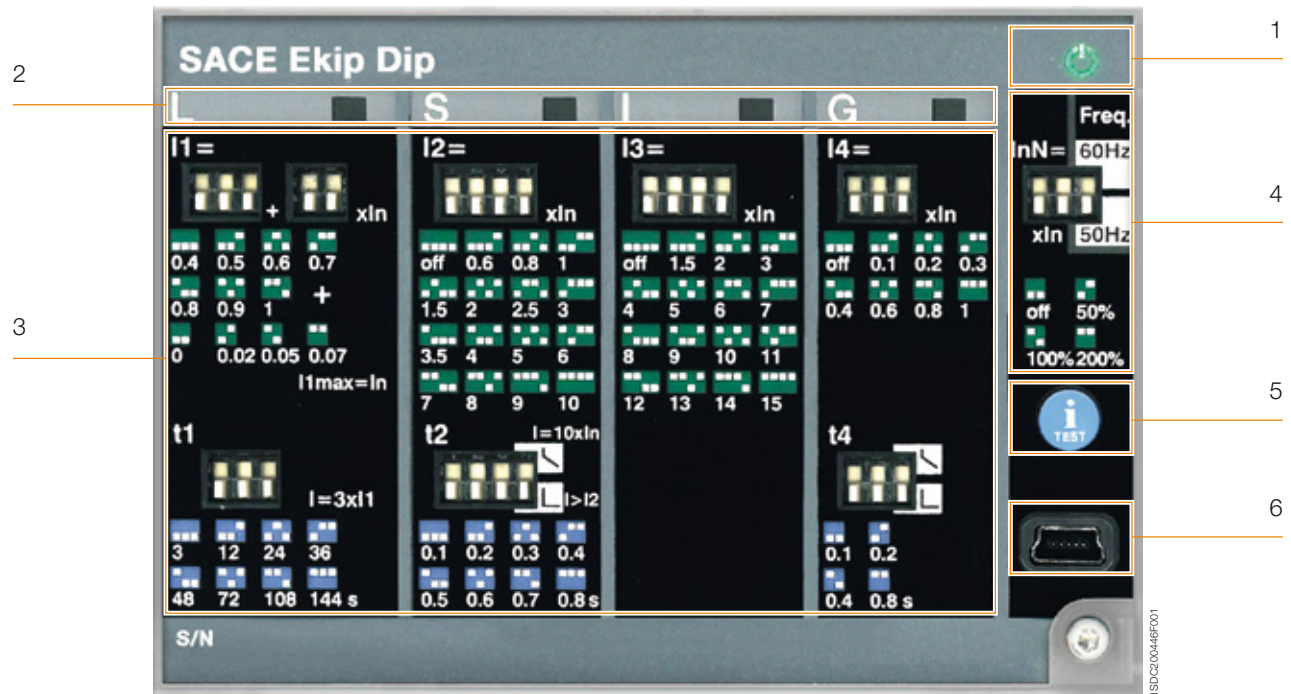 1
2
SACE Ekip Dip
L S I G
Freq.
I1= I2= I3= I4= InN= 60Hz
4
+ xIn xIn xIn xIn xIn 50Hz
0.4 0.5 0.6 0.7 off 0.6 0.8 1 off 1.5 2 3 off 0.1 0.2 0.3
+
0.8 0.9 1 1.5 2 2.5 3 4 5 6 7 0.4 0.6 0.8 1 off 50%
3
0 0.02 0.05 0.07 3.5 4 5 6 8 9 10 11 100% 200%
I1max=In
7 8 9 10 12 13 14 15
5
i
TEST
t1 t2 I=10xIn t4
I=3xI1 I>I2
6
3 12 24 36 0.1 0.2 0.3 0.4 0.1 0.2
48 72 108 144 s 0.5 0.6 0.7 0.8 s 0.4 0.8 s
S/N
1SDC200446F001